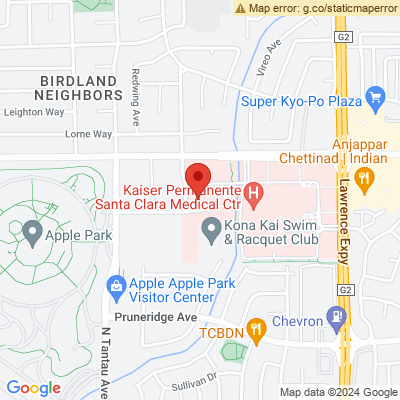 Map error: g.co/staticmaperror
G2
Vireo Ave
BIRDLAND
NEIGHBORS
Redwing Ave
Leighton Way
Super Kyo-Po Plaza
Lorne Way
Anjappar
Chettinad Indian
Kaiser Permanente
Santa Clara Medical Ctr
H
Lawrence Expy
Apple Park
Kona Kai Swim
& Racquet Club
Apple Apple Park
Visitor Center
G2
Pruneridge Ave
Chevron
TCBDN
N Tantau Ave
Sullivan Dr
Google
Map data ©2024 Google